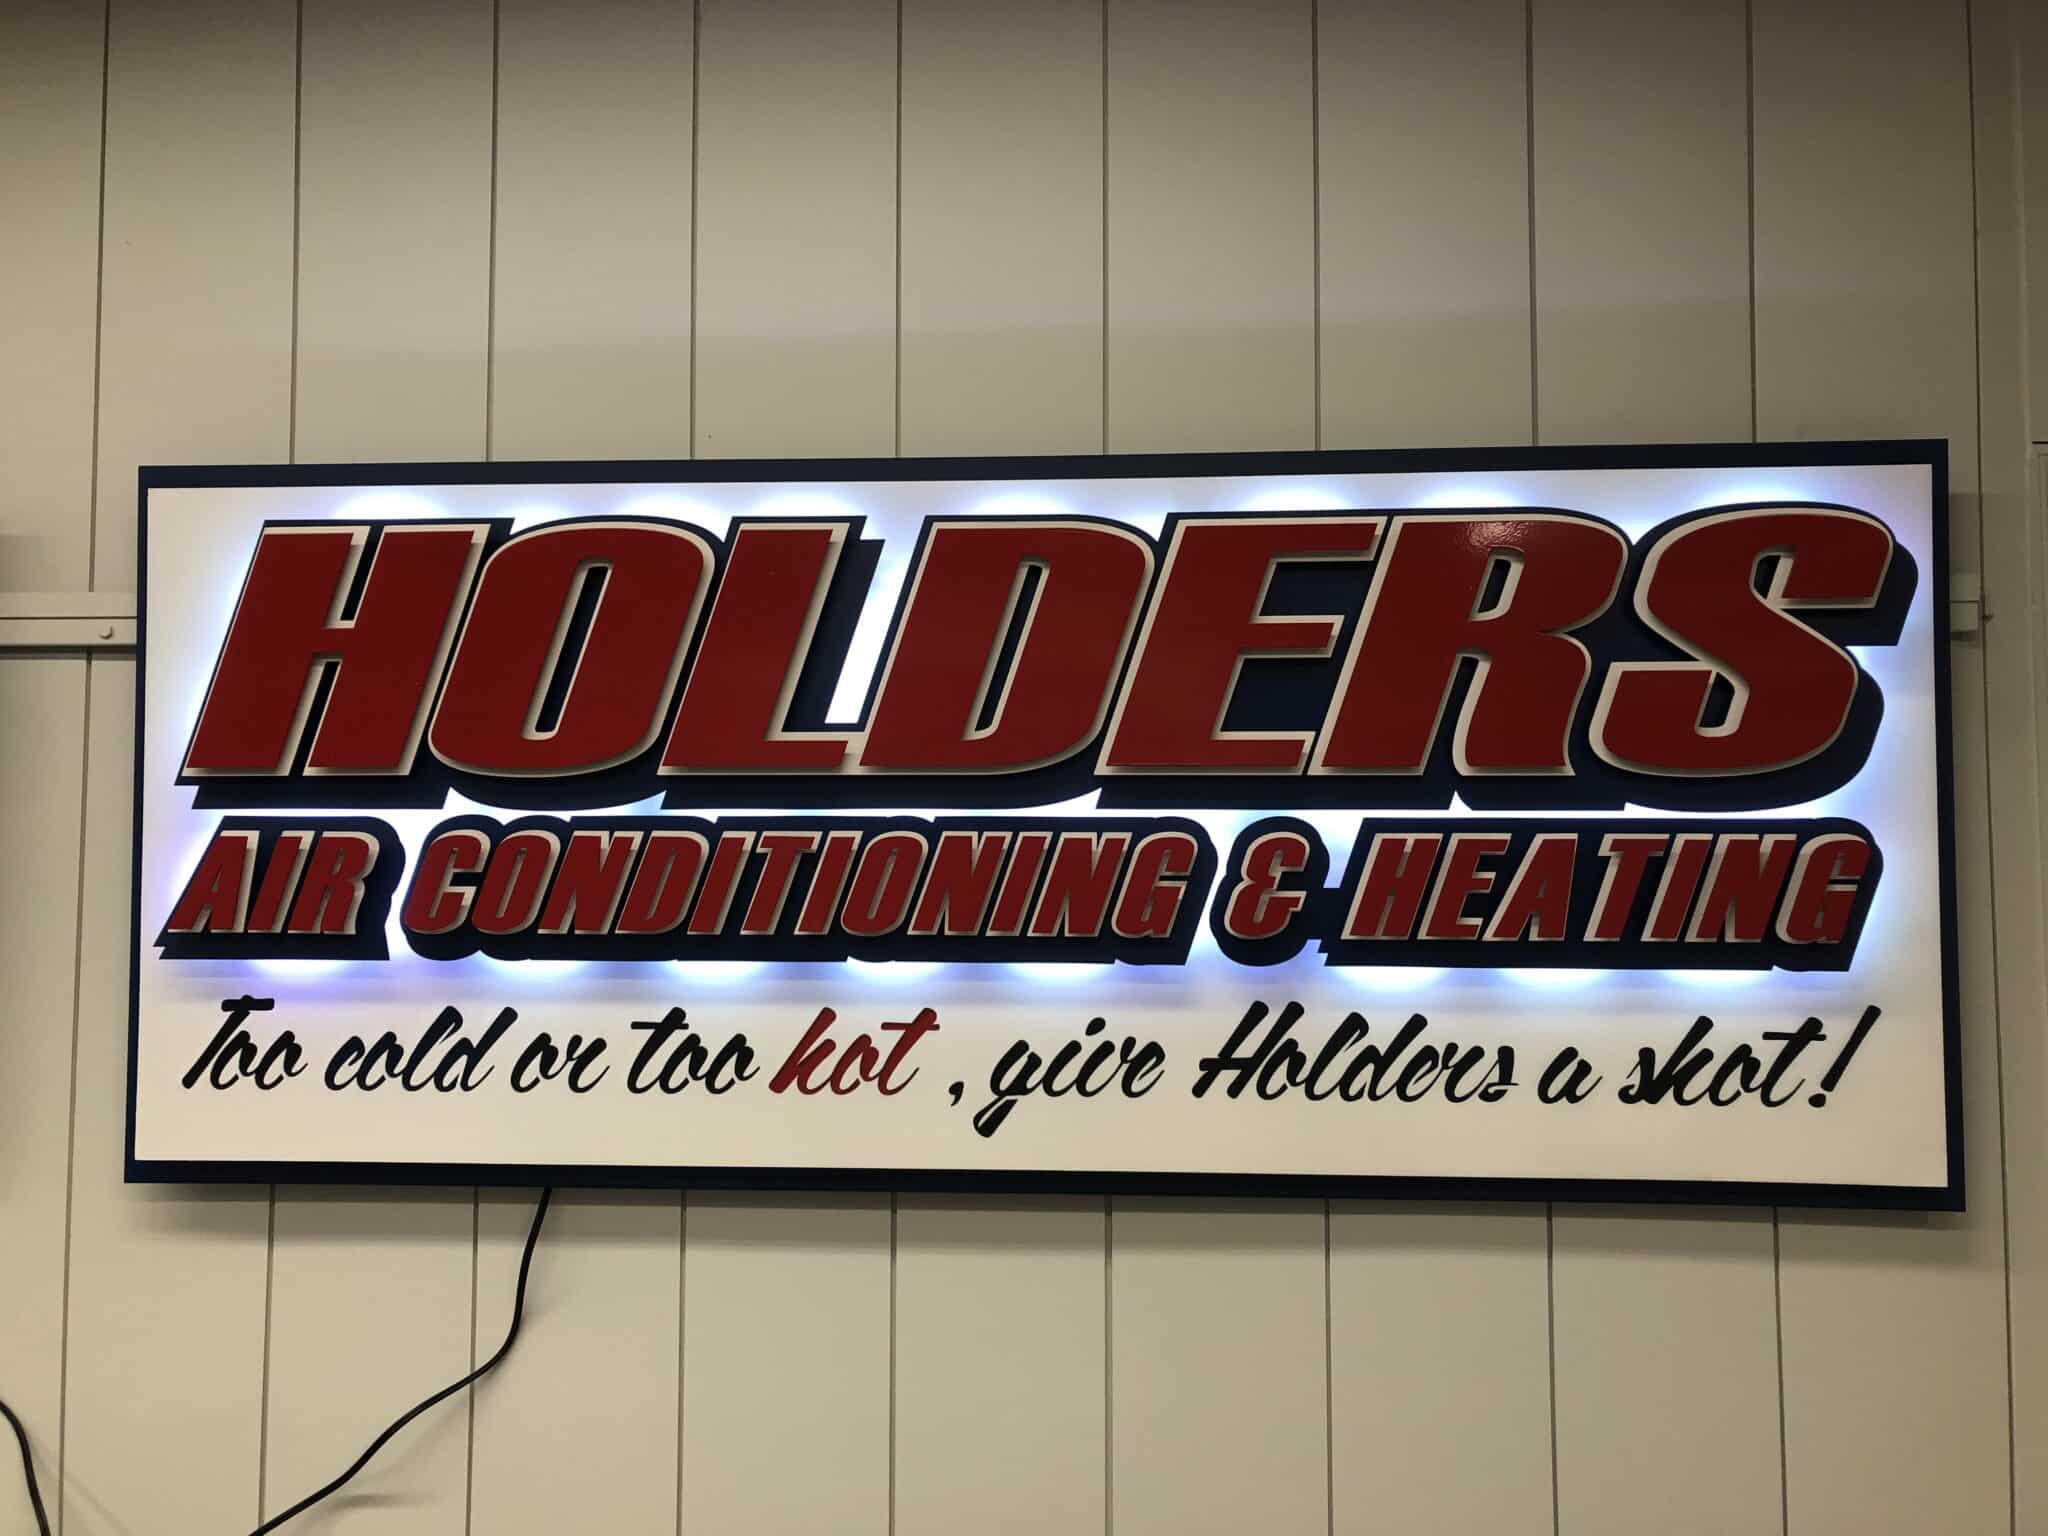 HOLDERS
AIR CONDITIONING & HEATING
Too cold or too hot, give Holders a shot!